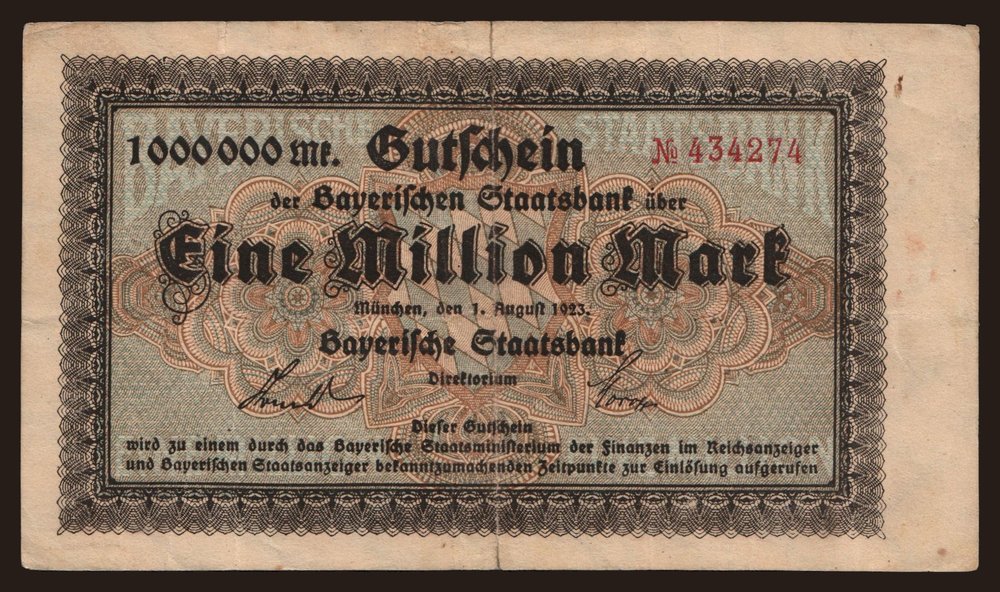 1000000 Mk. Gutschein № 434274
der Bayerischen Staatsbank über
Eine Million Mark
München, den 1. August 1923.
Bayerische Staatsbank
Direktorium
Dieser Gutschein
wird zu einem durch das Bayerische Staatsministerium der Finanzen im Reichsanzeiger
und Bayerischen Staatsanzeiger bekanntzumachenden Zeitpunkte zur Einlösung aufgerufen